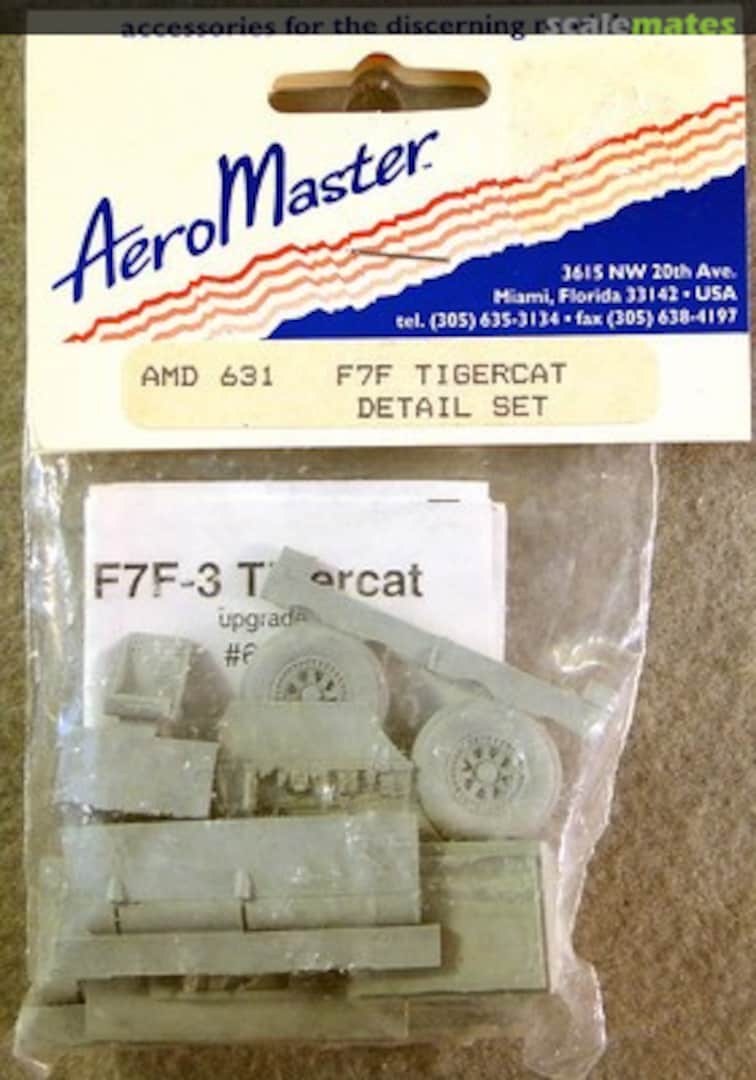 accessories for the discerning
scalemates
AeroMaster™
3615 NW 20th Ave.
Miami, Florida 33142 • USA
tel. (305) 635-3134 • fax (305) 638-4197
AMD 631 F7F TIGERCAT
DETAIL SET
F7F-3
upgrade